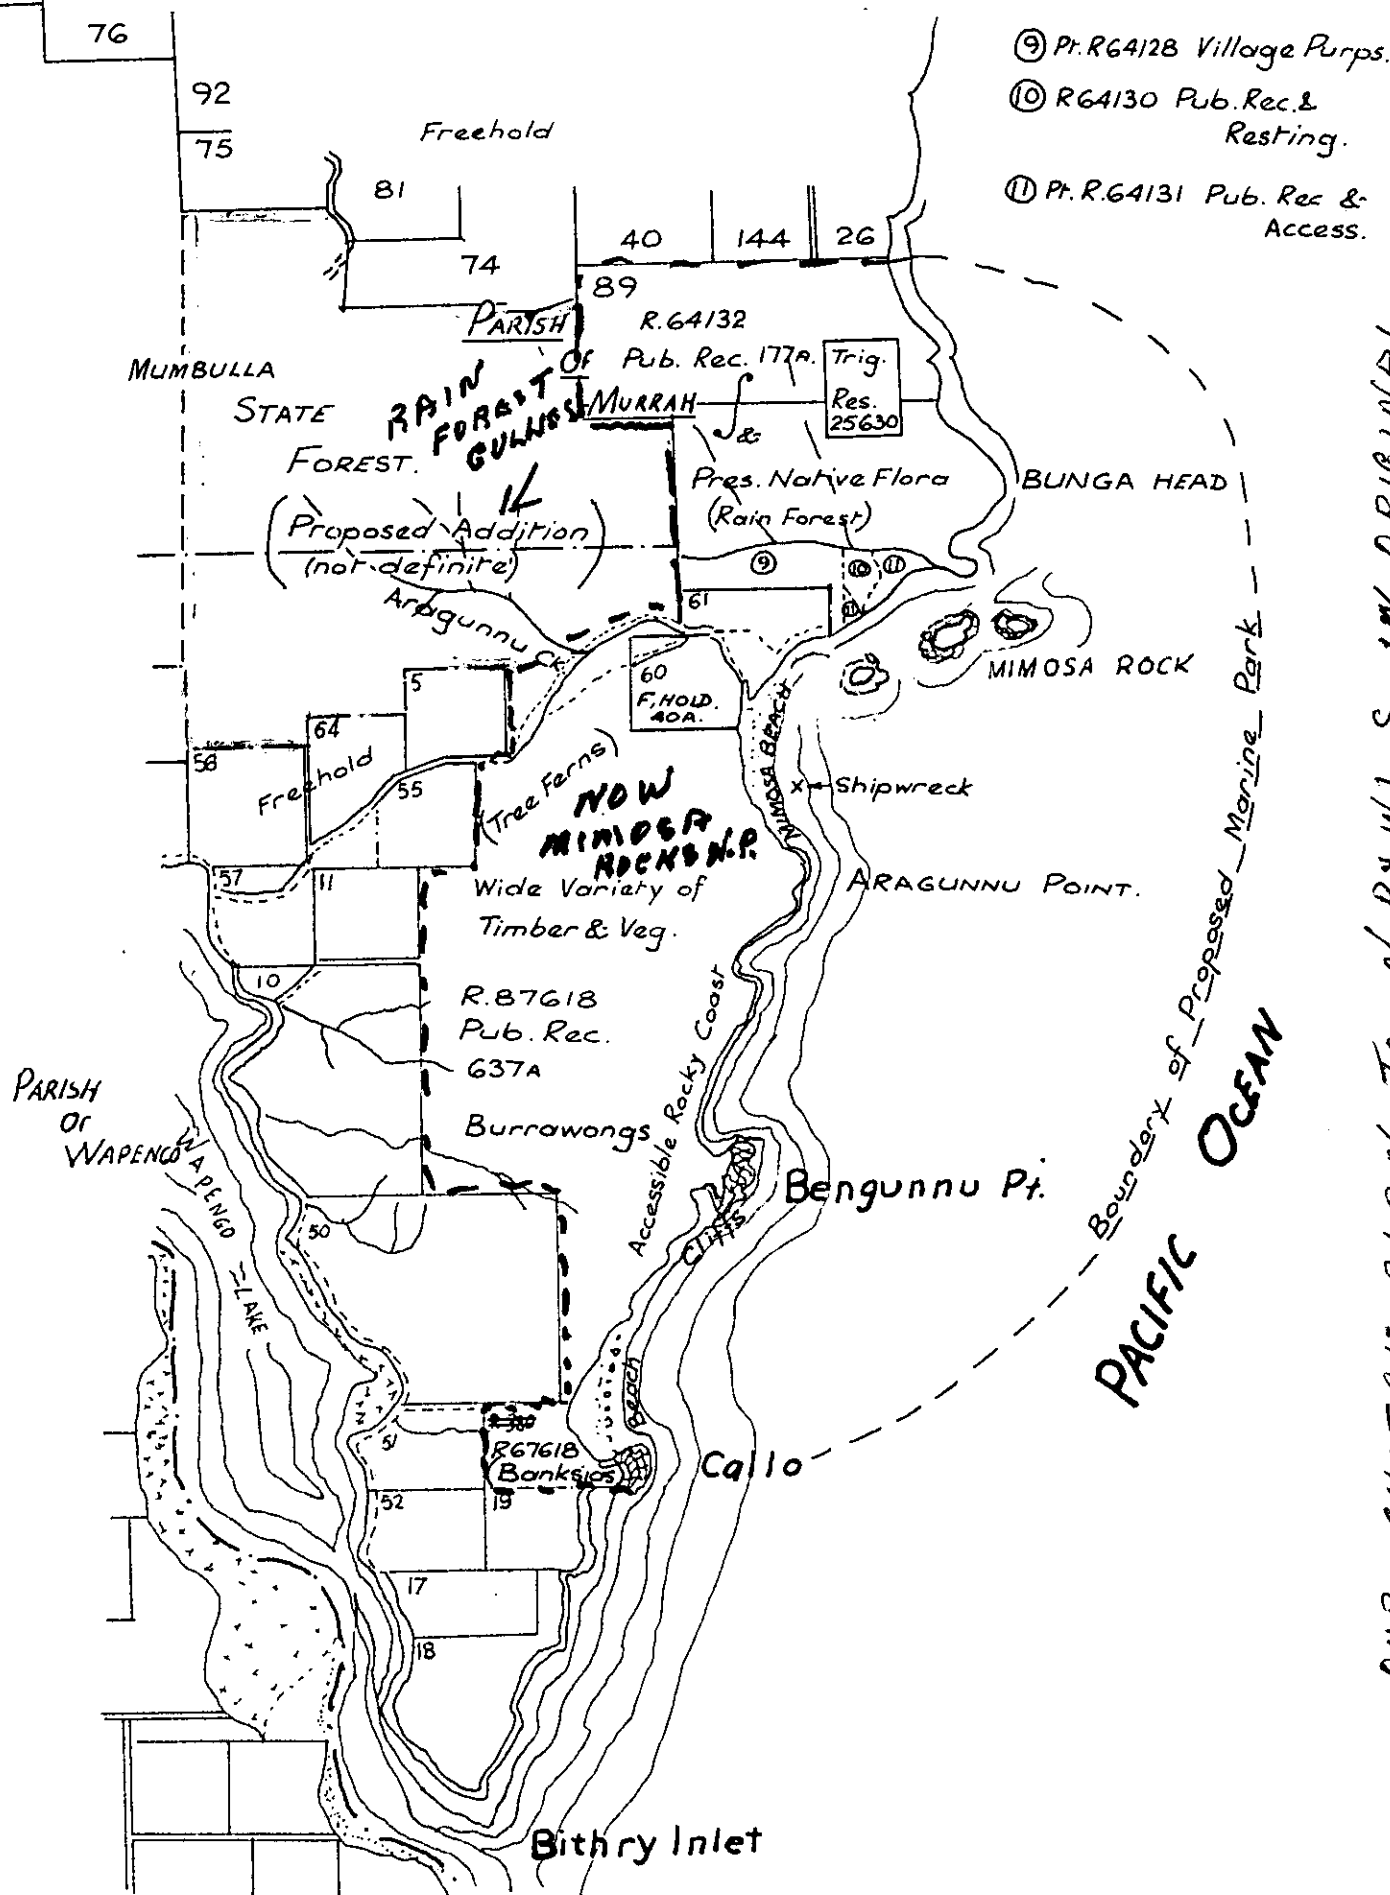 76
92
75
Freehold
81
74
40
144
26
89
⑨ Pt. R64128 Village Purps.
⑩ R64130 Pub. Rec. &
Resting.
⑪ Pt. R.64131 Pub. Rec &
Access.
PARISH
Of
MURRAH
R.64132
Pub. Rec. 177A.
&
Trig.
Res.
25630
Pres. Native Flora
(Rain Forest)
MUMBULLA
STATE
FOREST.
RAIN
FOREST
GULLIES
(Proposed Addition
(not definite))
BUNGA HEAD
⑨
⑩
⑪
11
61
Aragunnu Ck
MIMOSA ROCK
60
F,HOLD.
40A.
5
64
Freehold
56
55
(Tree Ferns)
MIMOSA BEACH
x Shipwreck
NOW
MIMOSA
ROCKS N.P.
57
11
Wide Variety of
Timber & Veg.
ARAGUNNU POINT.
10
R.87618
Pub. Rec.
637A
Accessible Rocky Coast
Boundary of Proposed Marine Park
PACIFIC OCEAN
PARISH
Of
WAPENGO
WAPENGO LAKE
Burrawongs
Bengunnu Pt.
Cliffs
50
Beach
51
R67618
(Banksias)
Callo
52
19
17
18
Bithry Inlet